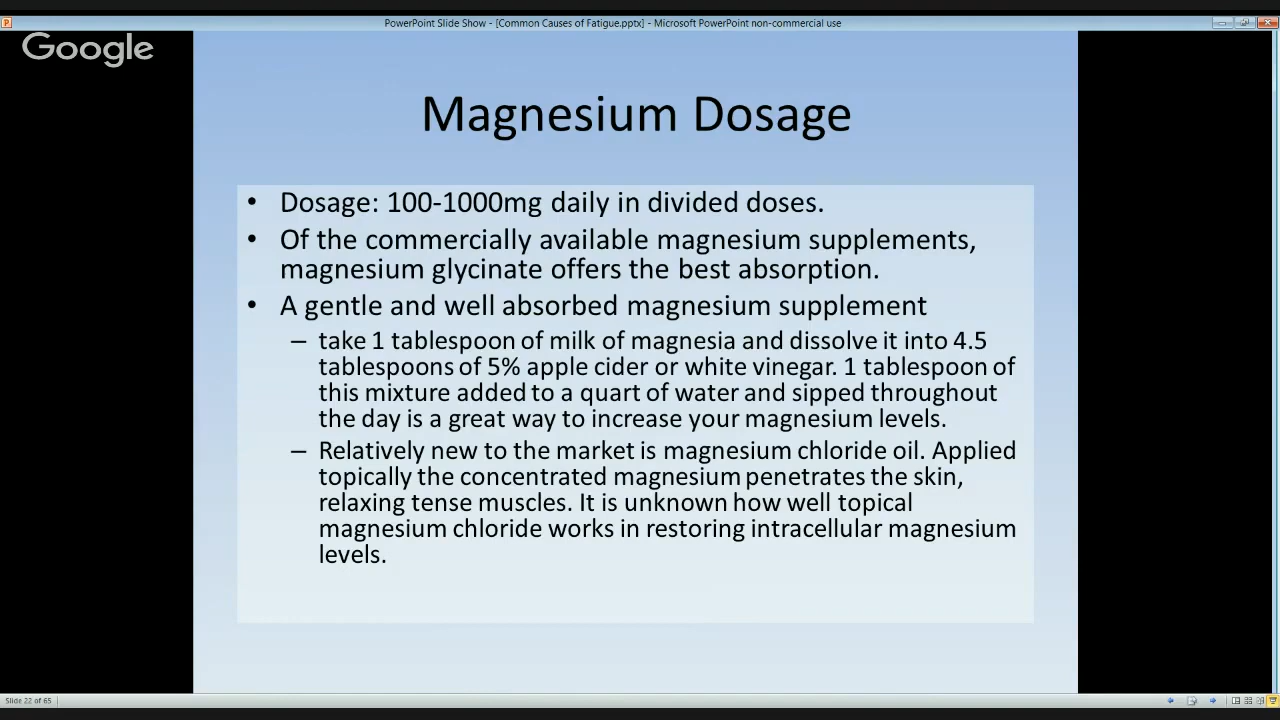 PowerPoint Slide Show - [Common Causes of Fatigue.pptx] - Microsoft PowerPoint non-commercial use
Google
Magnesium Dosage
• Dosage: 100-1000mg daily in divided doses.
• Of the commercially available magnesium supplements,
magnesium glycinate offers the best absorption.
• A gentle and well absorbed magnesium supplement
– take 1 tablespoon of milk of magnesia and dissolve it into 4.5
tablespoons of 5% apple cider or white vinegar. 1 tablespoon of
this mixture added to a quart of water and sipped throughout
the day is a great way to increase your magnesium levels.
– Relatively new to the market is magnesium chloride oil. Applied
topically the concentrated magnesium penetrates the skin,
relaxing tense muscles. It is unknown how well topical
magnesium chloride works in restoring intracellular magnesium
levels.
Slide 22 of 65